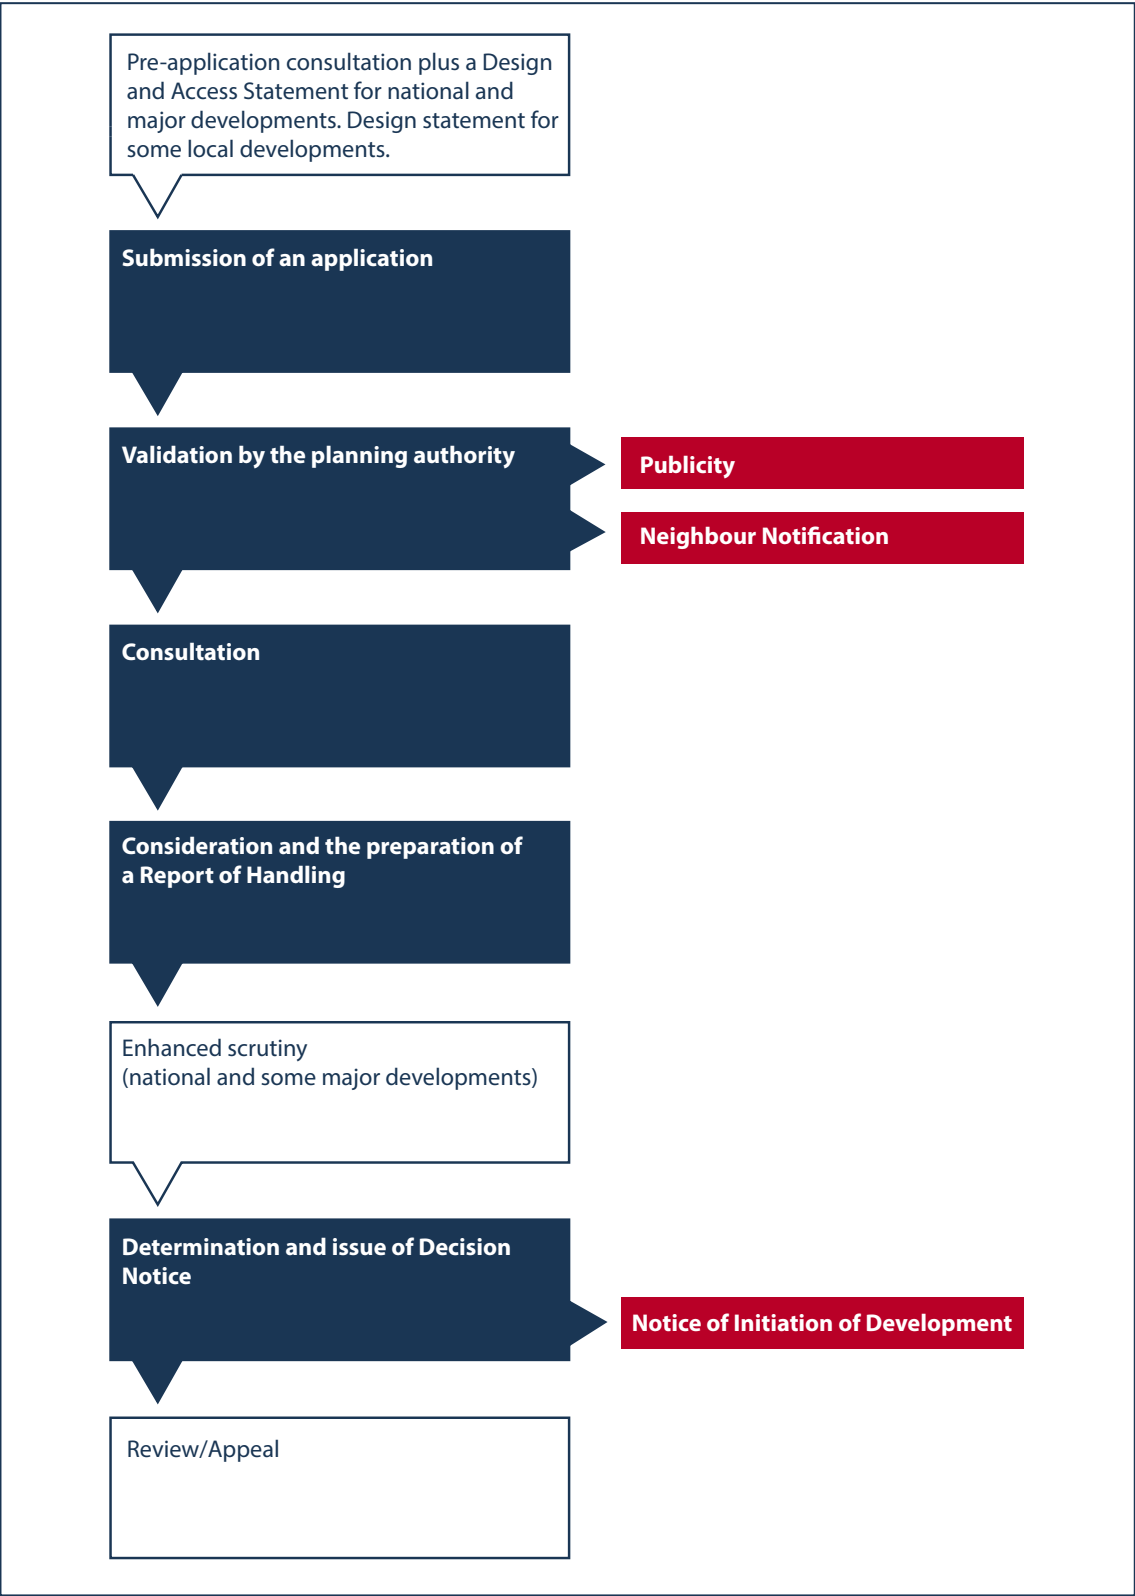 Pre-application consultation plus a Design
and Access Statement for national and
major developments. Design statement for
some local developments.
Submission of an application
Validation by the planning authority
Publicity
Neighbour Notification
Consultation
Consideration and the preparation of
a Report of Handling
Enhanced scrutiny
(national and some major developments)
Determination and issue of Decision
Notice
Notice of Initiation of Development
Review/Appeal